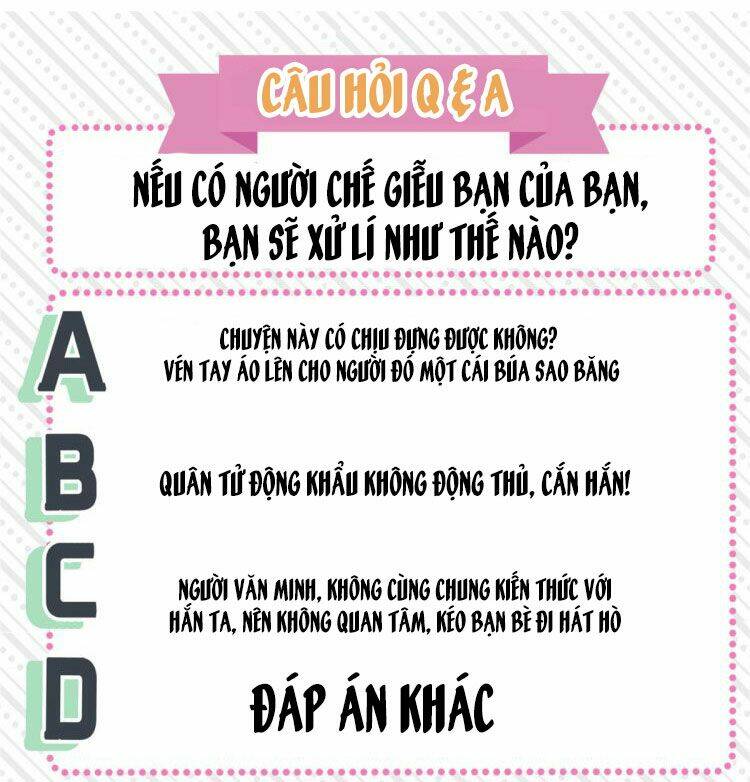 CÂU HỎI Q & A
NẾU CÓ NGƯỜI CHẾ GIỄU BẠN CỦA BẠN,
BẠN SẼ XỬ LÍ NHƯ THẾ NÀO?
A
CHUYỆN NÀY CÓ CHỊU ĐỰNG ĐƯỢC KHÔNG?
VÉN TAY ÁO LÊN CHO NGƯỜI ĐÓ MỘT CÁI BÚA SAO BĂNG
B
QUÂN TỬ ĐỘNG KHẨU KHÔNG ĐỘNG THỦ, CẮN HẮN!
C
NGƯỜI VĂN MINH, KHÔNG CÙNG CHUNG KIẾN THỨC VỚI
HẮN TA, NÊN KHÔNG QUAN TÂM, KÉO BẠN BÈ ĐI HÁT HÒ
D
ĐÁP ÁN KHÁC